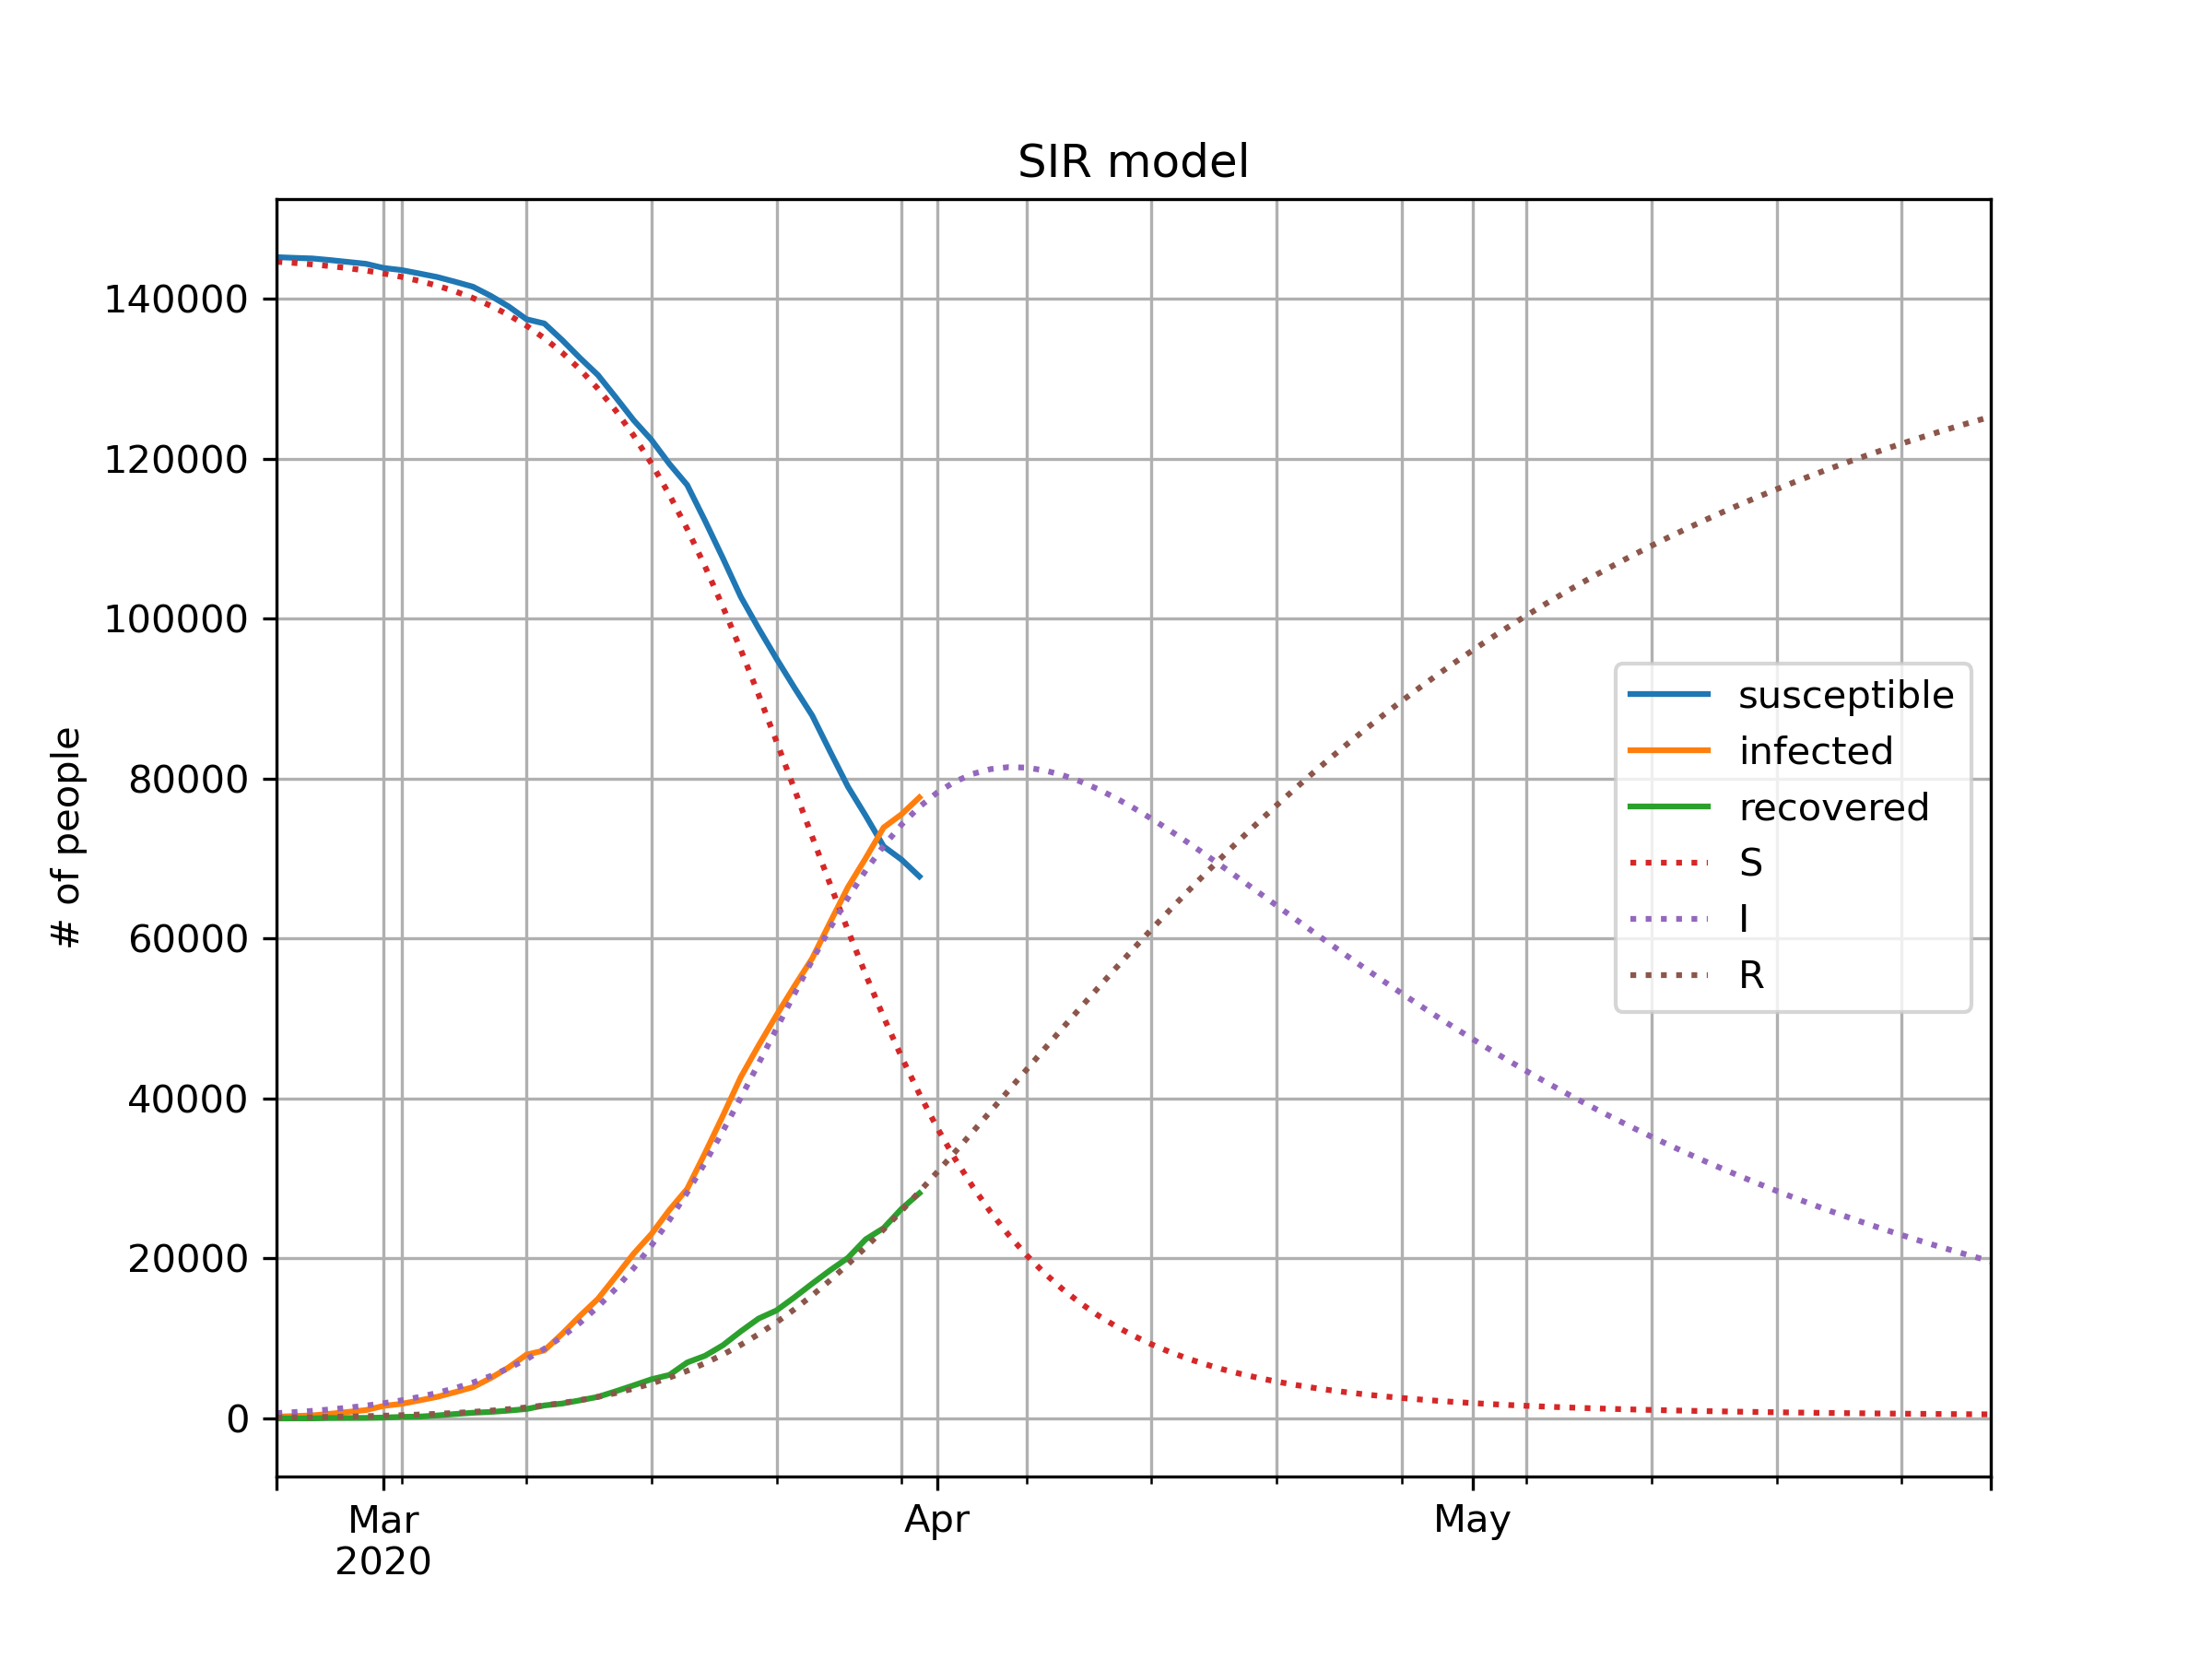 SIR model
# of people
140000
120000
100000
80000
60000
40000
20000
0
susceptible
infected
recovered
S
I
R
Mar
2020
Apr
May